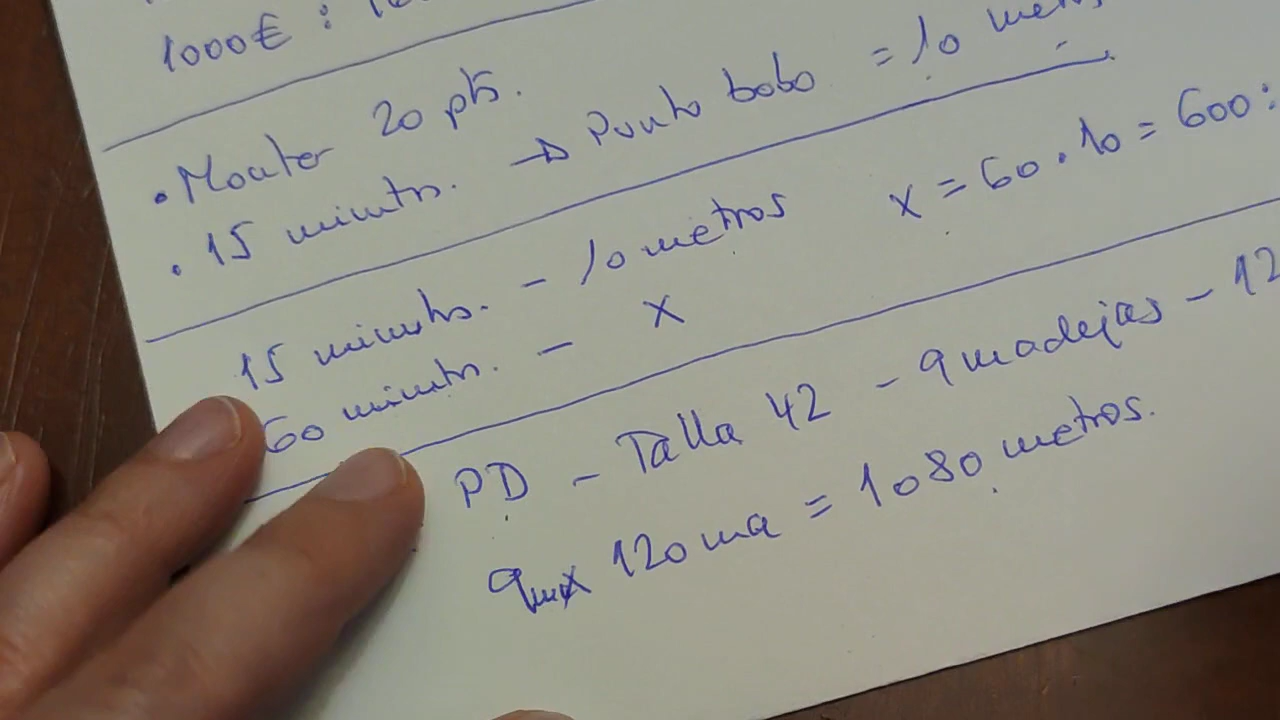 1000€ :
• Montar 20 pts.
• 15 minutos. → Punto bobo = 10 metros
15 minutos. - 10 metros x = 60 . 10 = 600 :
60 minutos. - x
PD - Talla 42 - 9 madejas - 12
9 x 120 m = 1080 metros.